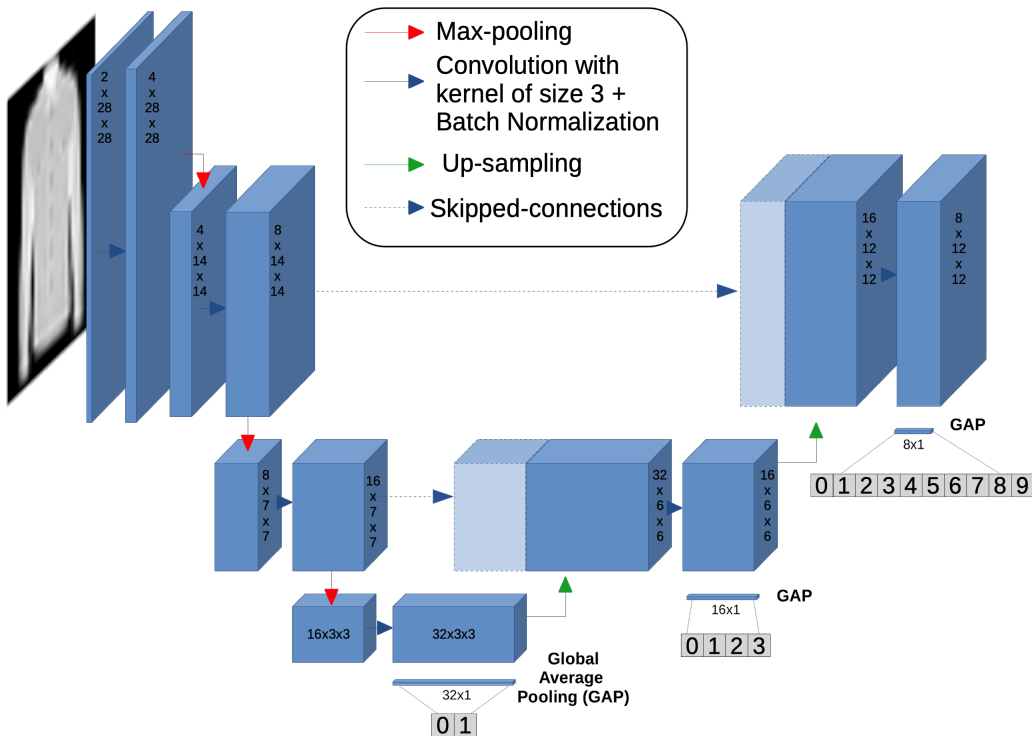 Max-pooling
Convolution with
kernel of size 3 +
Batch Normalization
Up-sampling
Skipped-connections
2
x
28
x
28
4
x
28
x
28
4
x
14
x
14
8
x
14
x
14
16
x
12
x
12
8
x
12
x
12
GAP
8x1
0 1 2 3 4 5 6 7 8 9
8
x
7
x
7
16
x
7
x
7
32
x
6
x
6
16
x
6
x
6
GAP
16x1
0 1 2 3
16x3x3
32x3x3
Global
Average
Pooling (GAP)
32x1
0 1